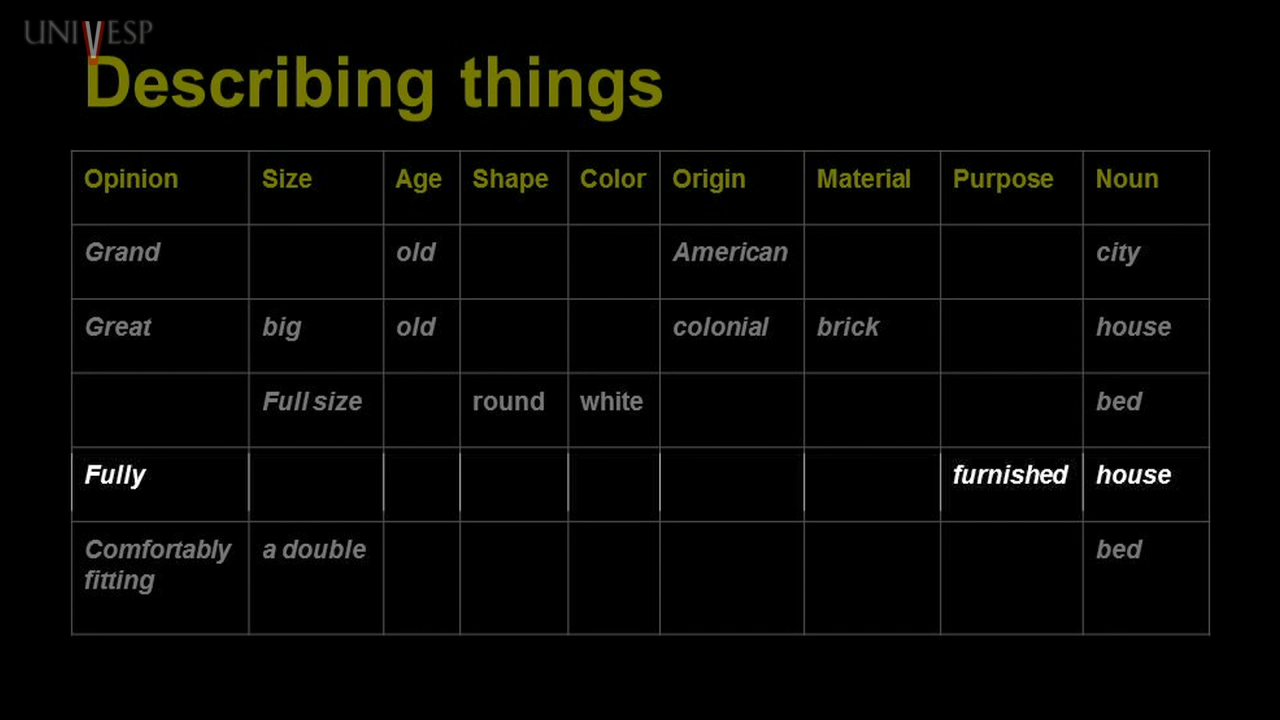 UNIVESP
Describing things
Opinion Size Age Shape Color Origin Material Purpose Noun
Grand old American city
Great big old colonial brick house
Full size round white bed
Fully furnished house
Comfortably a double bed
fitting